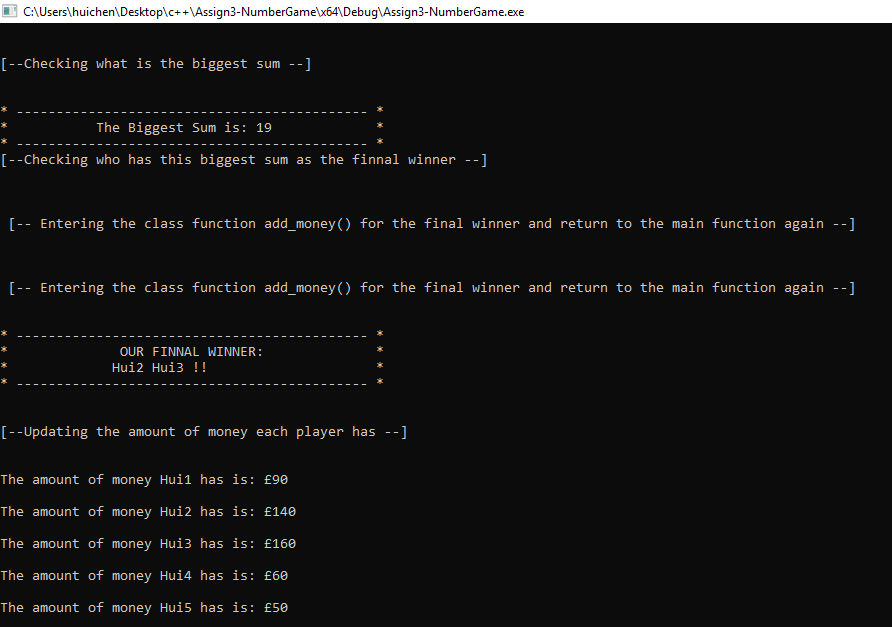 C:\Users\huichen\Desktop\c++\Assign3-NumberGame\x64\Debug\Assign3-NumberGame.exe
[--Checking what is the biggest sum --]
* -------------------------------------------- *
* The Biggest Sum is: 19 *
* -------------------------------------------- *
[--Checking who has this biggest sum as the finnal winner --]
[-- Entering the class function add_money() for the final winner and return to the main function again --]
[-- Entering the class function add_money() for the final winner and return to the main function again --]
* -------------------------------------------- *
* OUR FINNAL WINNER: *
* Hui2 Hui3 !! *
* -------------------------------------------- *
[--Updating the amount of money each player has --]
The amount of money Hui1 has is: £90
The amount of money Hui2 has is: £140
The amount of money Hui3 has is: £160
The amount of money Hui4 has is: £60
The amount of money Hui5 has is: £50